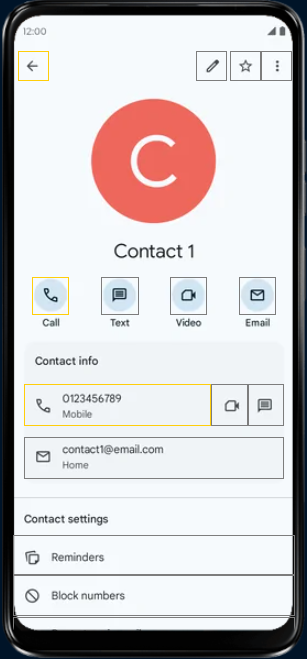 12:00
C
Contact 1
Call Text Video Email
Contact info
0123456789
Mobile
contact1@email.com
Home
Contact settings
Reminders
Block numbers